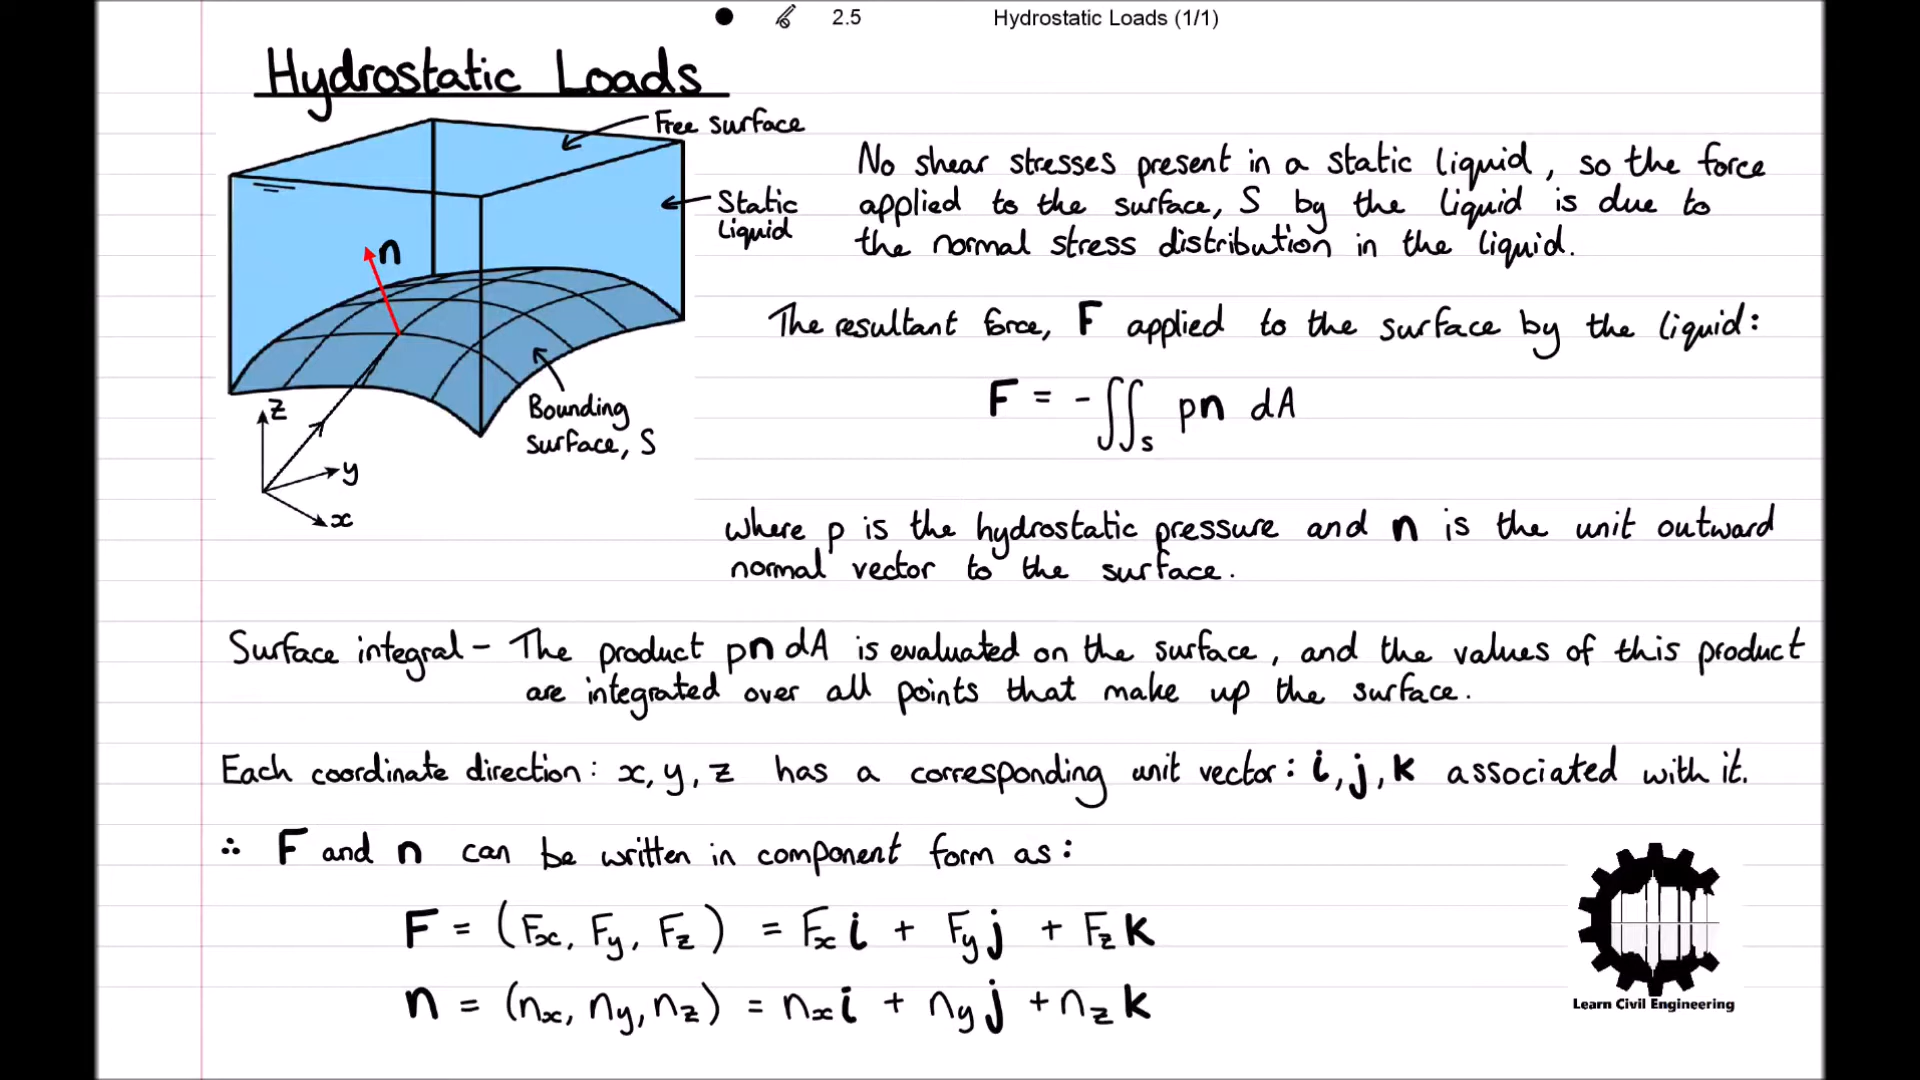 2.5 Hydrostatic Loads (1/1)
Hydrostatic Loads
Free surface
Static
liquid
n
Bounding
surface, S
z
y
x
No shear stresses present in a static liquid, so the force
applied to the surface, S by the liquid is due to
the normal stress distribution in the liquid.
The resultant force, F applied to the surface by the liquid:
F = -∬s pn dA
where p is the hydrostatic pressure and n is the unit outward
normal vector to the surface.
Surface integral - The product pn dA is evaluated on the surface, and the values of this product
are integrated over all points that make up the surface.
Each coordinate direction: x, y, z has a corresponding unit vector: i, j, k associated with it.
∴ F and n can be written in component form as:
F = (Fx, Fy, Fz) = Fx i + Fy j + Fz k
n = (nx, ny, nz) = nx i + ny j + nz k
Learn Civil Engineering